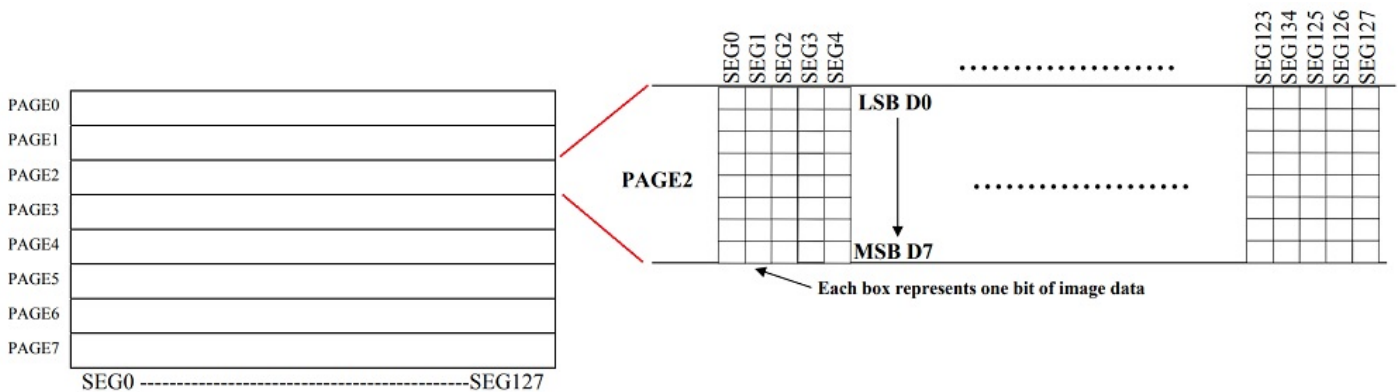 PAGE0
PAGE1
PAGE2
PAGE3
PAGE4
PAGE5
PAGE6
PAGE7
SEG0 ---------------------------------------------SEG127
SEG0
SEG1
SEG2
SEG3
SEG4
....................
SEG123
SEG134
SEG125
SEG126
SEG127
LSB D0
PAGE2
....................
MSB D7
Each box represents one bit of image data